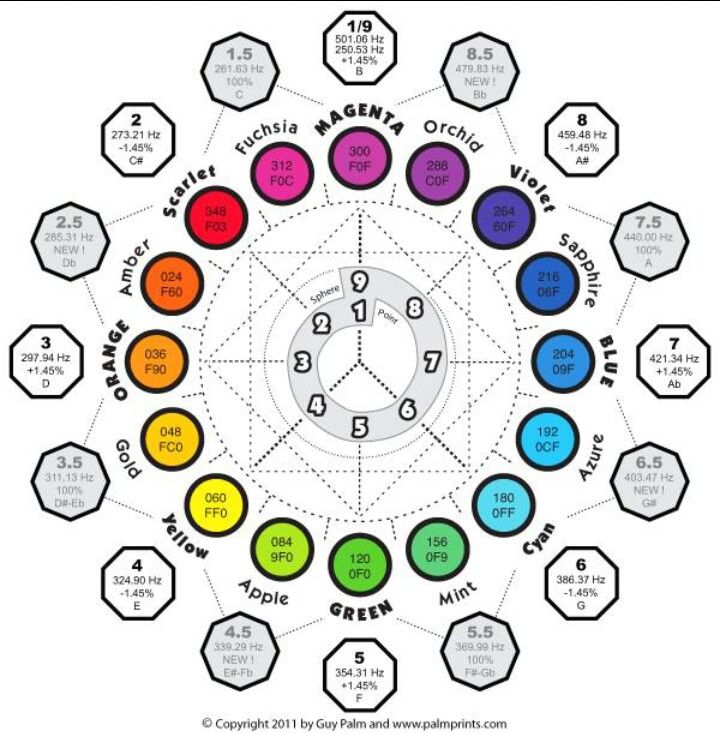 1/9
501.06 Hz
250.53 Hz
+1.45%
B
8.5
479.83 Hz
NEW !
Bb
8
459.48 Hz
-1.45%
A#
7.5
440.00 Hz
100%
A
7
421.34 Hz
+1.45%
Ab
6.5
403.47 Hz
NEW !
G#
6
386.37 Hz
-1.45%
G
5.5
369.99 Hz
100%
F#-Gb
5
354.31 Hz
+1.45%
F
4.5
339.29 Hz
NEW !
E#-Fb
4
324.90 Hz
-1.45%
E
3.5
311.13 Hz
100%
D#-Eb
3
297.94 Hz
+1.45%
D
2.5
285.31 Hz
NEW !
Db
2
273.21 Hz
-1.45%
C#
1.5
261.63 Hz
100%
C
MAGENTA
300
F0F
Orchid
288
C0F
Violet
264
60F
Sapphire
216
06F
BLUE
204
09F
Azure
192
0CF
Cyan
180
0FF
Mint
156
0F9
GREEN
120
0F0
Apple
084
9F0
Yellow
060
FF0
Gold
048
FC0
ORANGE
036
F90
Amber
024
F60
Scarlet
348
F03
Fuchsia
312
F0C
Sphere
9
8
7
6
5
4
3
2
1
Point
© Copyright 2011 by Guy Palm and www.palmprints.com